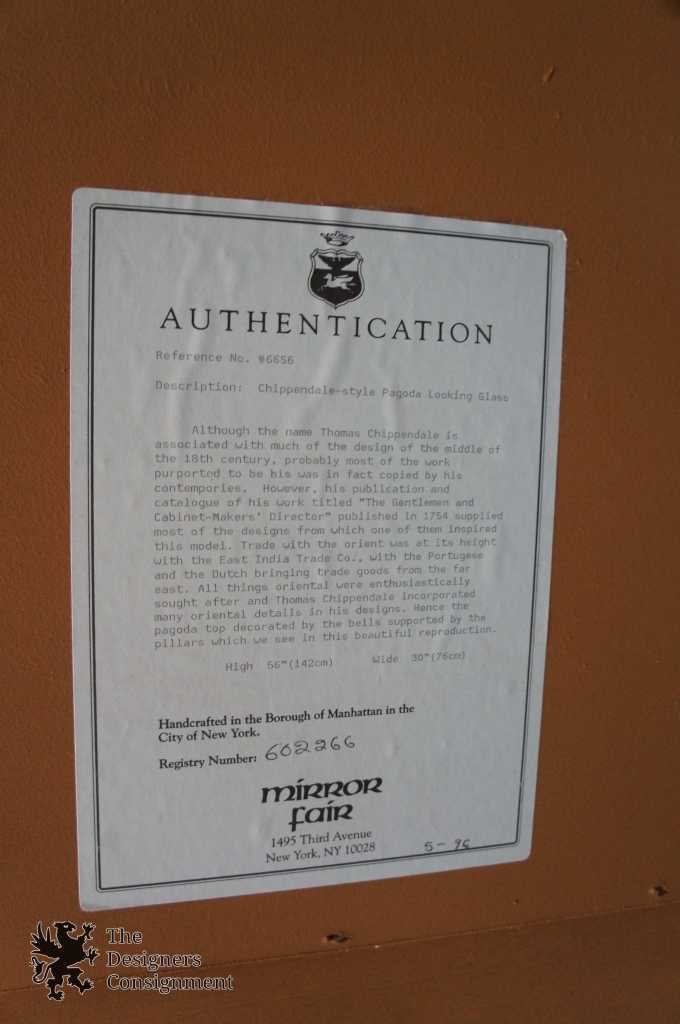 AUTHENTICATION
Reference No. #6656
Description: Chippendale-style Pagoda Looking Glass
Although the name Thomas Chippendale is
associated with much of the design of the middle of
the 18th century, probably most of the work
purported to be his was in fact copied by his
contempories. However, his publication and
catalogue of his work titled "The Gentlemen and
Cabinet-Makers' Director" published in 1754 supplied
most of the designs from which one of them inspired
this model. Trade with the orient was at its height
with the East India Trade Co., with the Portugese
and the Dutch bringing trade goods from the far
east. All things oriental were enthusiastically
sought after and Thomas Chippendale incorporated
many oriental details in his designs. Hence the
pagoda top decorated by the bells supported by the
pillars which we see in this beautiful reproduction.
High 56"(142cm) Wide 30"(76cm)
Handcrafted in the Borough of Manhattan in the
City of New York.
Registry Number: 602266
mirror
fair
1495 Third Avenue
New York, NY 10028
5-96
The
Designers
Consignment